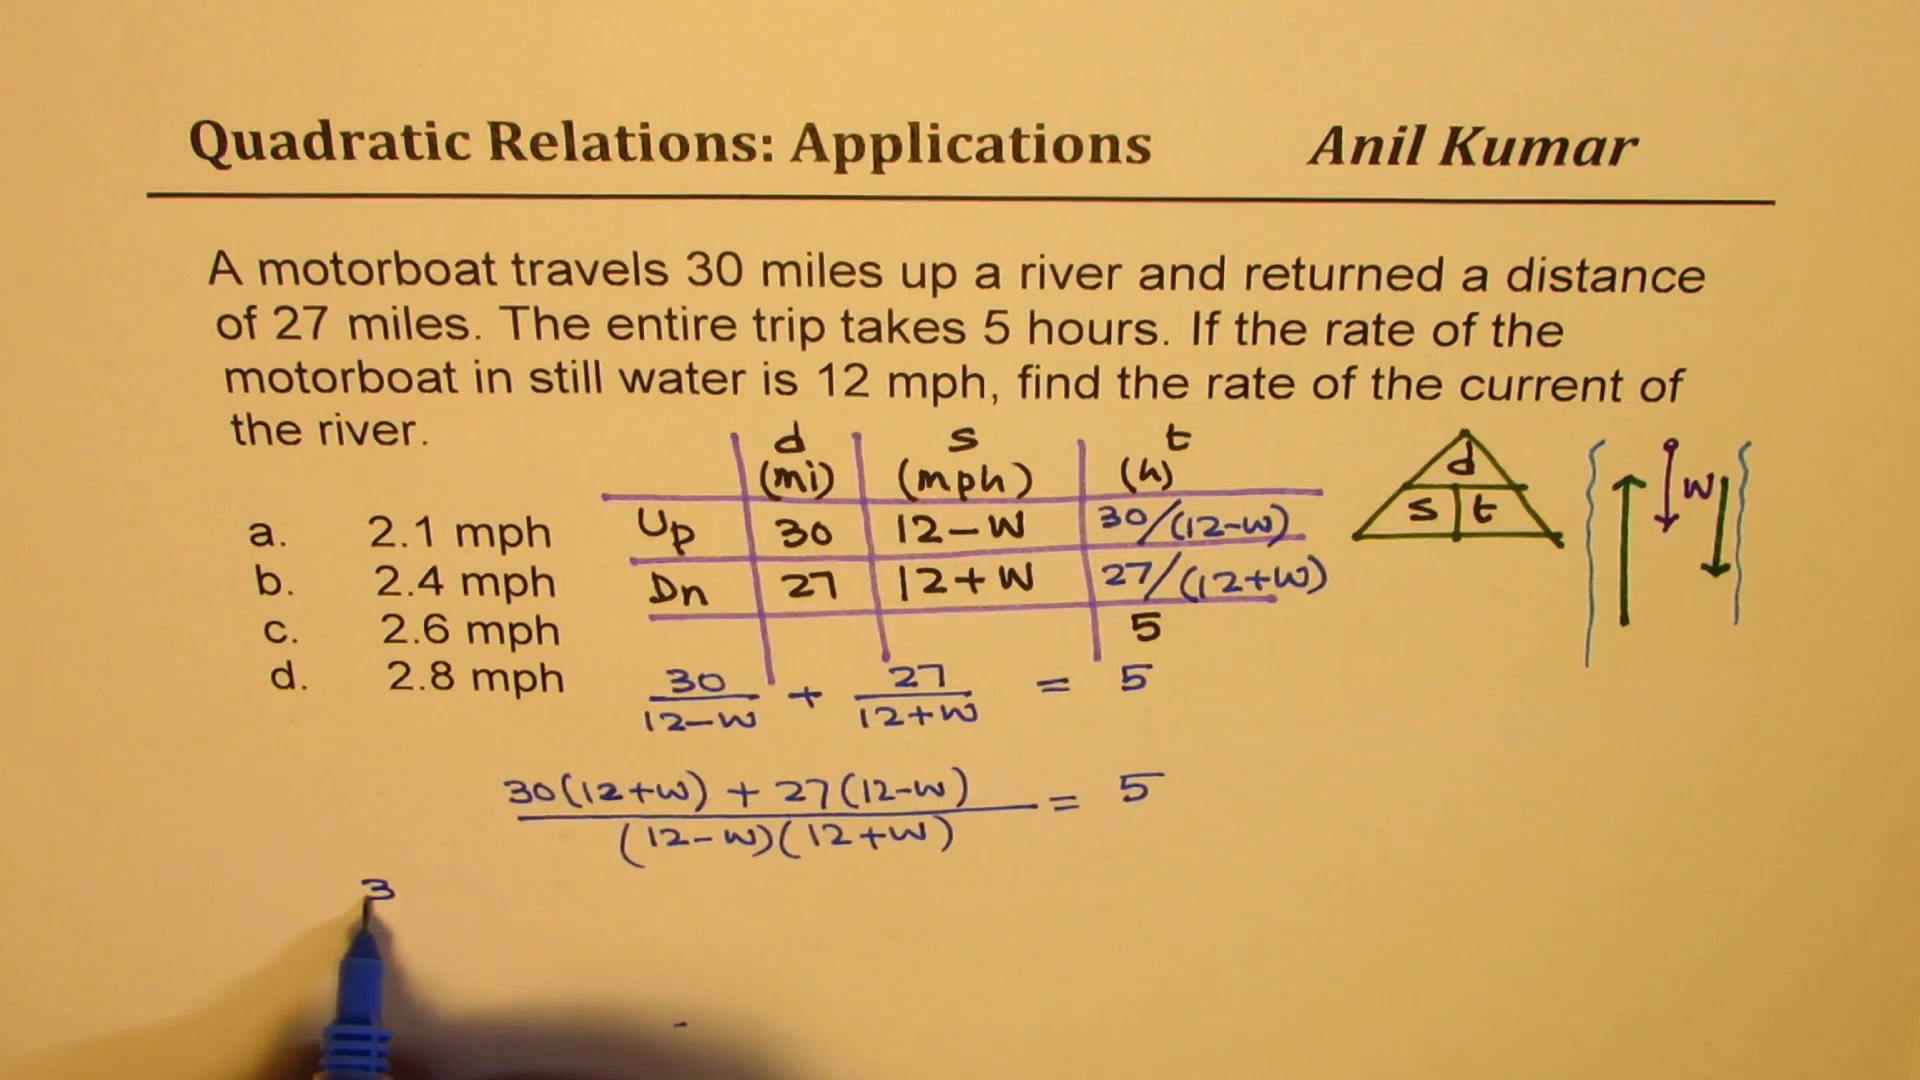 Quadratic Relations: Applications Anil Kumar
A motorboat travels 30 miles up a river and returned a distance
of 27 miles. The entire trip takes 5 hours. If the rate of the
motorboat in still water is 12 mph, find the rate of the current of
the river.
a. 2.1 mph
b. 2.4 mph
c. 2.6 mph
d. 2.8 mph
d s t
(mi) (mph) (h)
Up 30 12-W 30/(12-W)
Dn 27 12+W 27/(12+W)
5
d
s t
W
30/(12-W) + 27/(12+W) = 5
30(12+W) + 27(12-W) = 5
(12-W)(12+W)
3